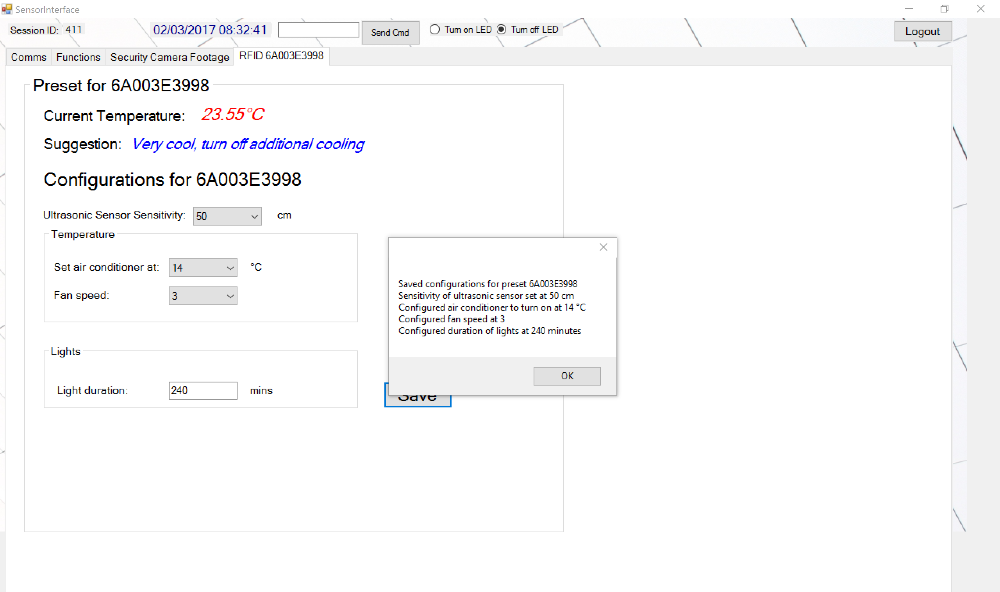 SensorInterface
Session ID: 411 02/03/2017 08:32:41 Send Cmd Turn on LED Turn off LED Logout
Comms Functions Security Camera Footage RFID 6A003E3998
Preset for 6A003E3998
Current Temperature: 23.55°C
Suggestion: Very cool, turn off additional cooling
Configurations for 6A003E3998
Ultrasonic Sensor Sensitivity: 50 cm
Temperature
Set air conditioner at: 14 °C
Fan speed: 3
Lights
Light duration: 240 mins
Saved configurations for preset 6A003E3998
Sensitivity of ultrasonic sensor set at 50 cm
Configured air conditioner to turn on at 14 °C
Configured fan speed at 3
Configured duration of lights at 240 minutes
OK
Save